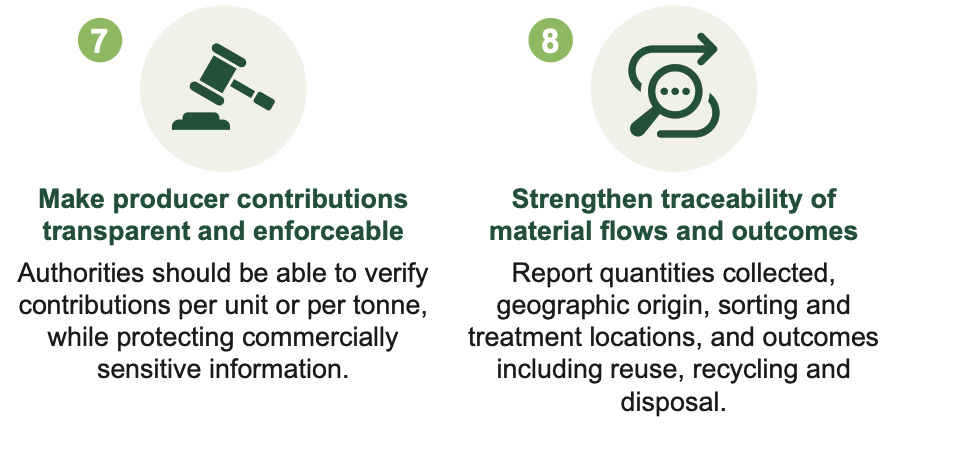 7
Make producer contributions
transparent and enforceable
Authorities should be able to verify
contributions per unit or per tonne,
while protecting commercially
sensitive information.
8
Strengthen traceability of
material flows and outcomes
Report quantities collected,
geographic origin, sorting and
treatment locations, and outcomes
including reuse, recycling and
disposal.